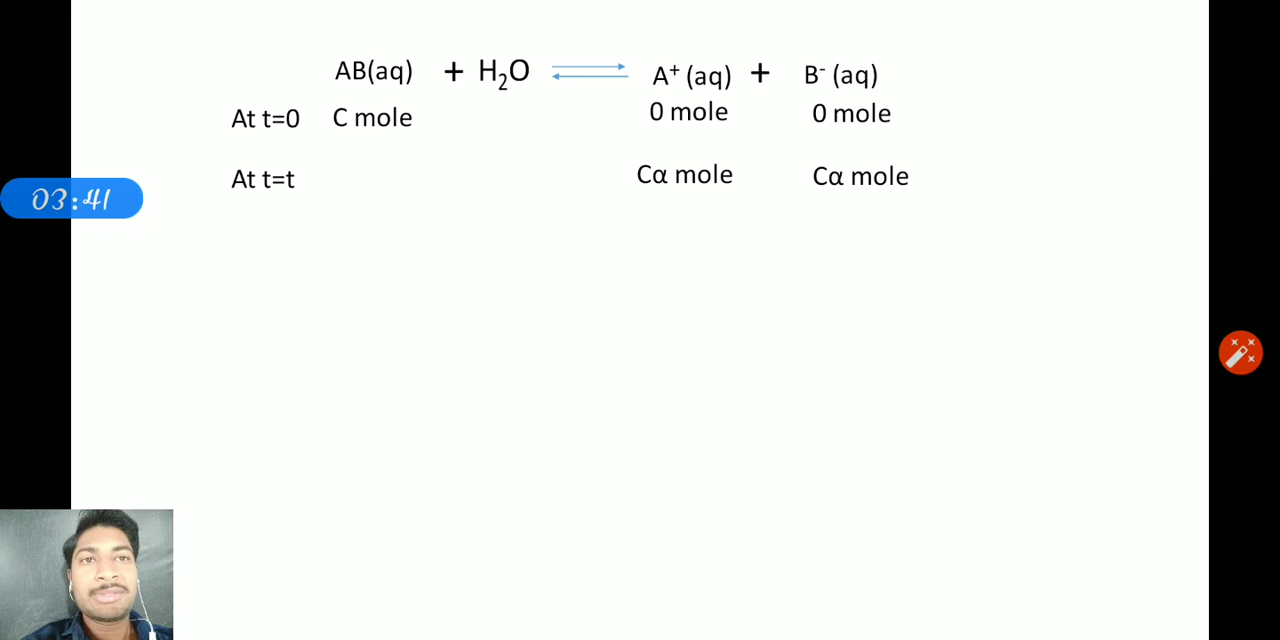 AB(aq) + H₂O ⇌ A⁺ (aq) + B⁻ (aq)
At t=0 C mole 0 mole 0 mole
At t=t Cα mole Cα mole
03:41